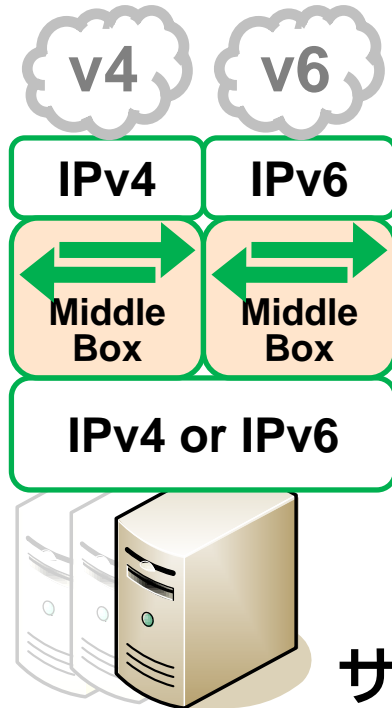 v4 v6
IPv4 IPv6
Middle Box Middle Box
IPv4 or IPv6
サ